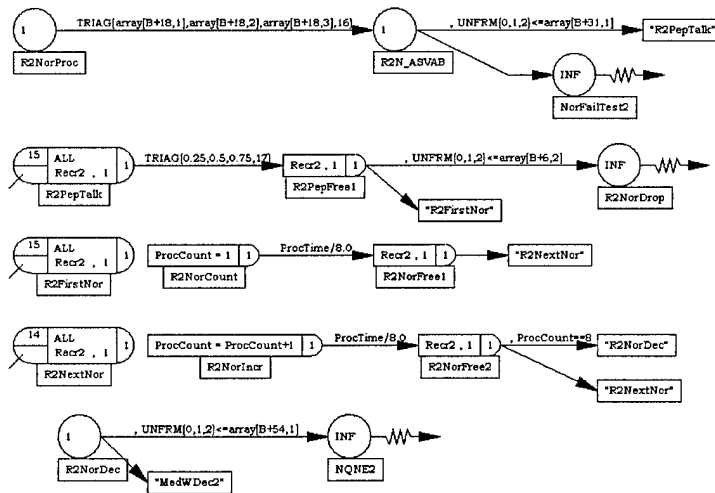 1 TRIAG{array[B+18,1],array[B+18,2],array[B+18,3],16} 1 , UNFRM{0,1,2}<=array[B+31,1] "R2PepTalk"
R2NorProc R2N_ASVAB
INF
NorFailTest2
15 ALL 1 TRIAG{0.25,0.5,0.75,17} Recr2 , 1 1 , UNFRM{0,1,2}<=array[B+6,2] INF
Recr2 , 1
R2PepTalk R2PepFree1 R2NorDrop
"R2FirstNor"
15 ALL 1 ProcCount = 1 1 ProcTime/8.0 Recr2 , 1 1 "R2NextNor"
Recr2 , 1
R2FirstNor R2NorCount R2NorFree1
14 ALL 1 ProcCount = ProcCount+1 1 ProcTime/8.0 Recr2 , 1 1 , ProcCount==8 "R2NorDec"
Recr2 , 1
R2NextNor R2NorIncr R2NorFree2
"R2NextNor"
1 , UNFRM{0,1,2}<=array[B+54,1] INF
R2NorDec NQNE2
"MedWDec2"